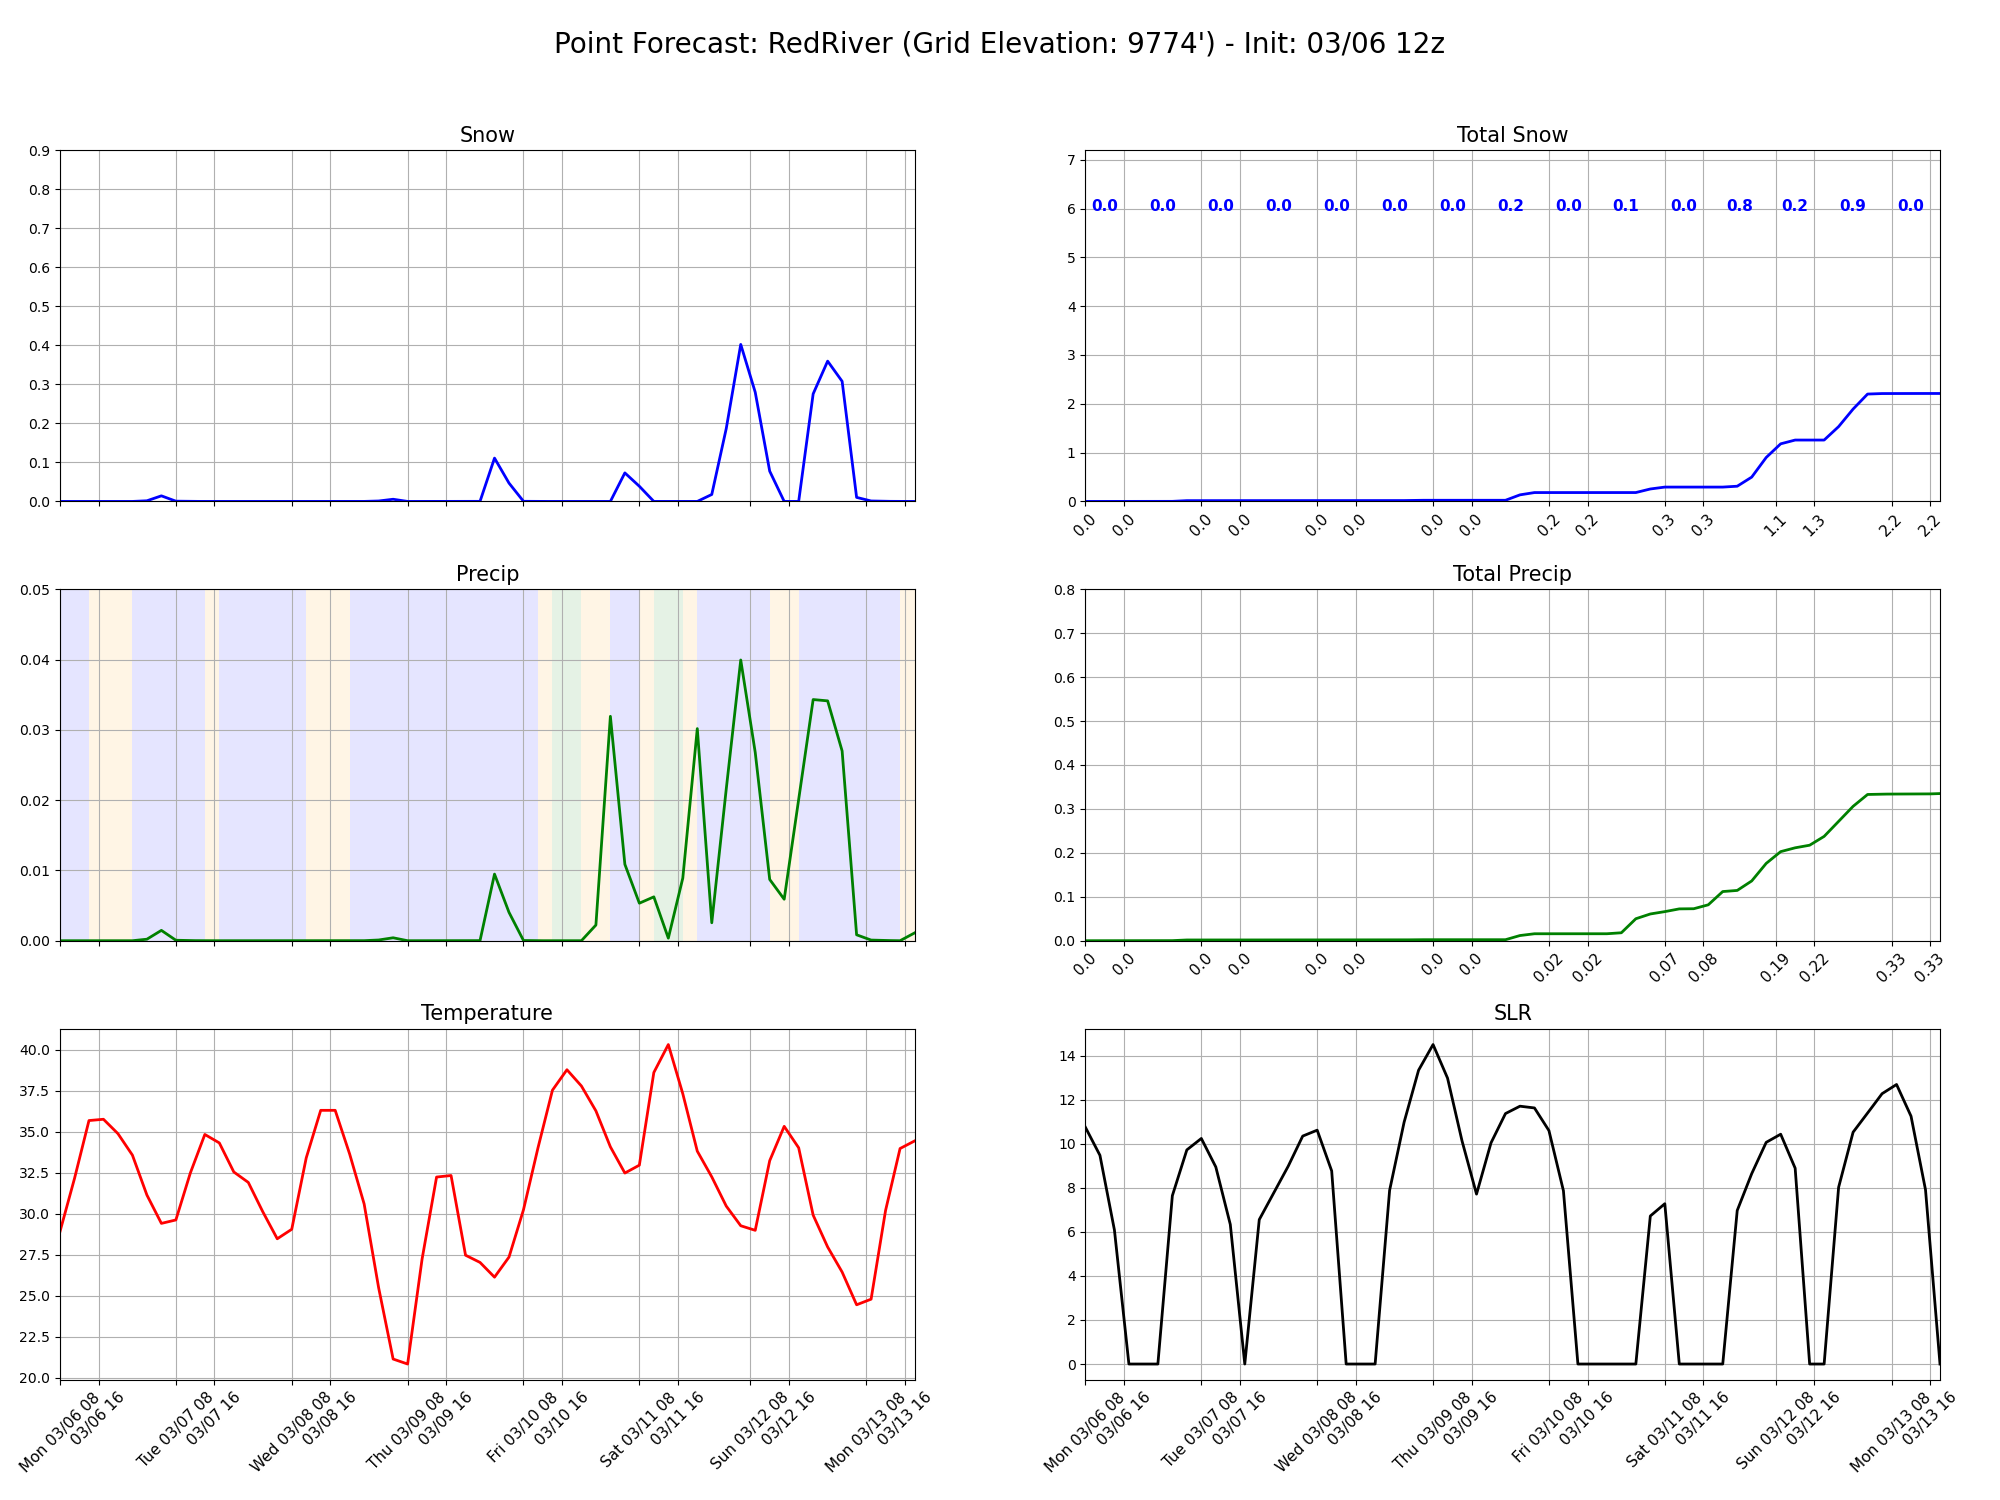 Point Forecast: RedRiver (Grid Elevation: 9774') - Init: 03/06 12z
Snow
0.9
0.8
0.7
0.6
0.5
0.4
0.3
0.2
0.1
0.0
Total Snow
7
6
5
4
3
2
1
0
0.0 0.0 0.0 0.0 0.0 0.0 0.0 0.2 0.0 0.1 0.0 0.8 0.2 0.9 0.0
0.0 0.0 0.0 0.0 0.0 0.0 0.0 0.0 0.2 0.2 0.3 0.3 1.1 1.3 2.2 2.2
Precip
0.05
0.04
0.03
0.02
0.01
0.00
Total Precip
0.8
0.7
0.6
0.5
0.4
0.3
0.2
0.1
0.0
0.0 0.0 0.0 0.0 0.0 0.0 0.0 0.0 0.02 0.02 0.07 0.08 0.19 0.22 0.33 0.33
Temperature
40.0
37.5
35.0
32.5
30.0
27.5
25.0
22.5
20.0
Mon 03/06 08
03/06 16
Tue 03/07 08
03/07 16
Wed 03/08 08
03/08 16
Thu 03/09 08
03/09 16
Fri 03/10 08
03/10 16
Sat 03/11 08
03/11 16
Sun 03/12 08
03/12 16
Mon 03/13 08
03/13 16
SLR
14
12
10
8
6
4
2
0
Mon 03/06 08
03/06 16
Tue 03/07 08
03/07 16
Wed 03/08 08
03/08 16
Thu 03/09 08
03/09 16
Fri 03/10 08
03/10 16
Sat 03/11 08
03/11 16
Sun 03/12 08
03/12 16
Mon 03/13 08
03/13 16